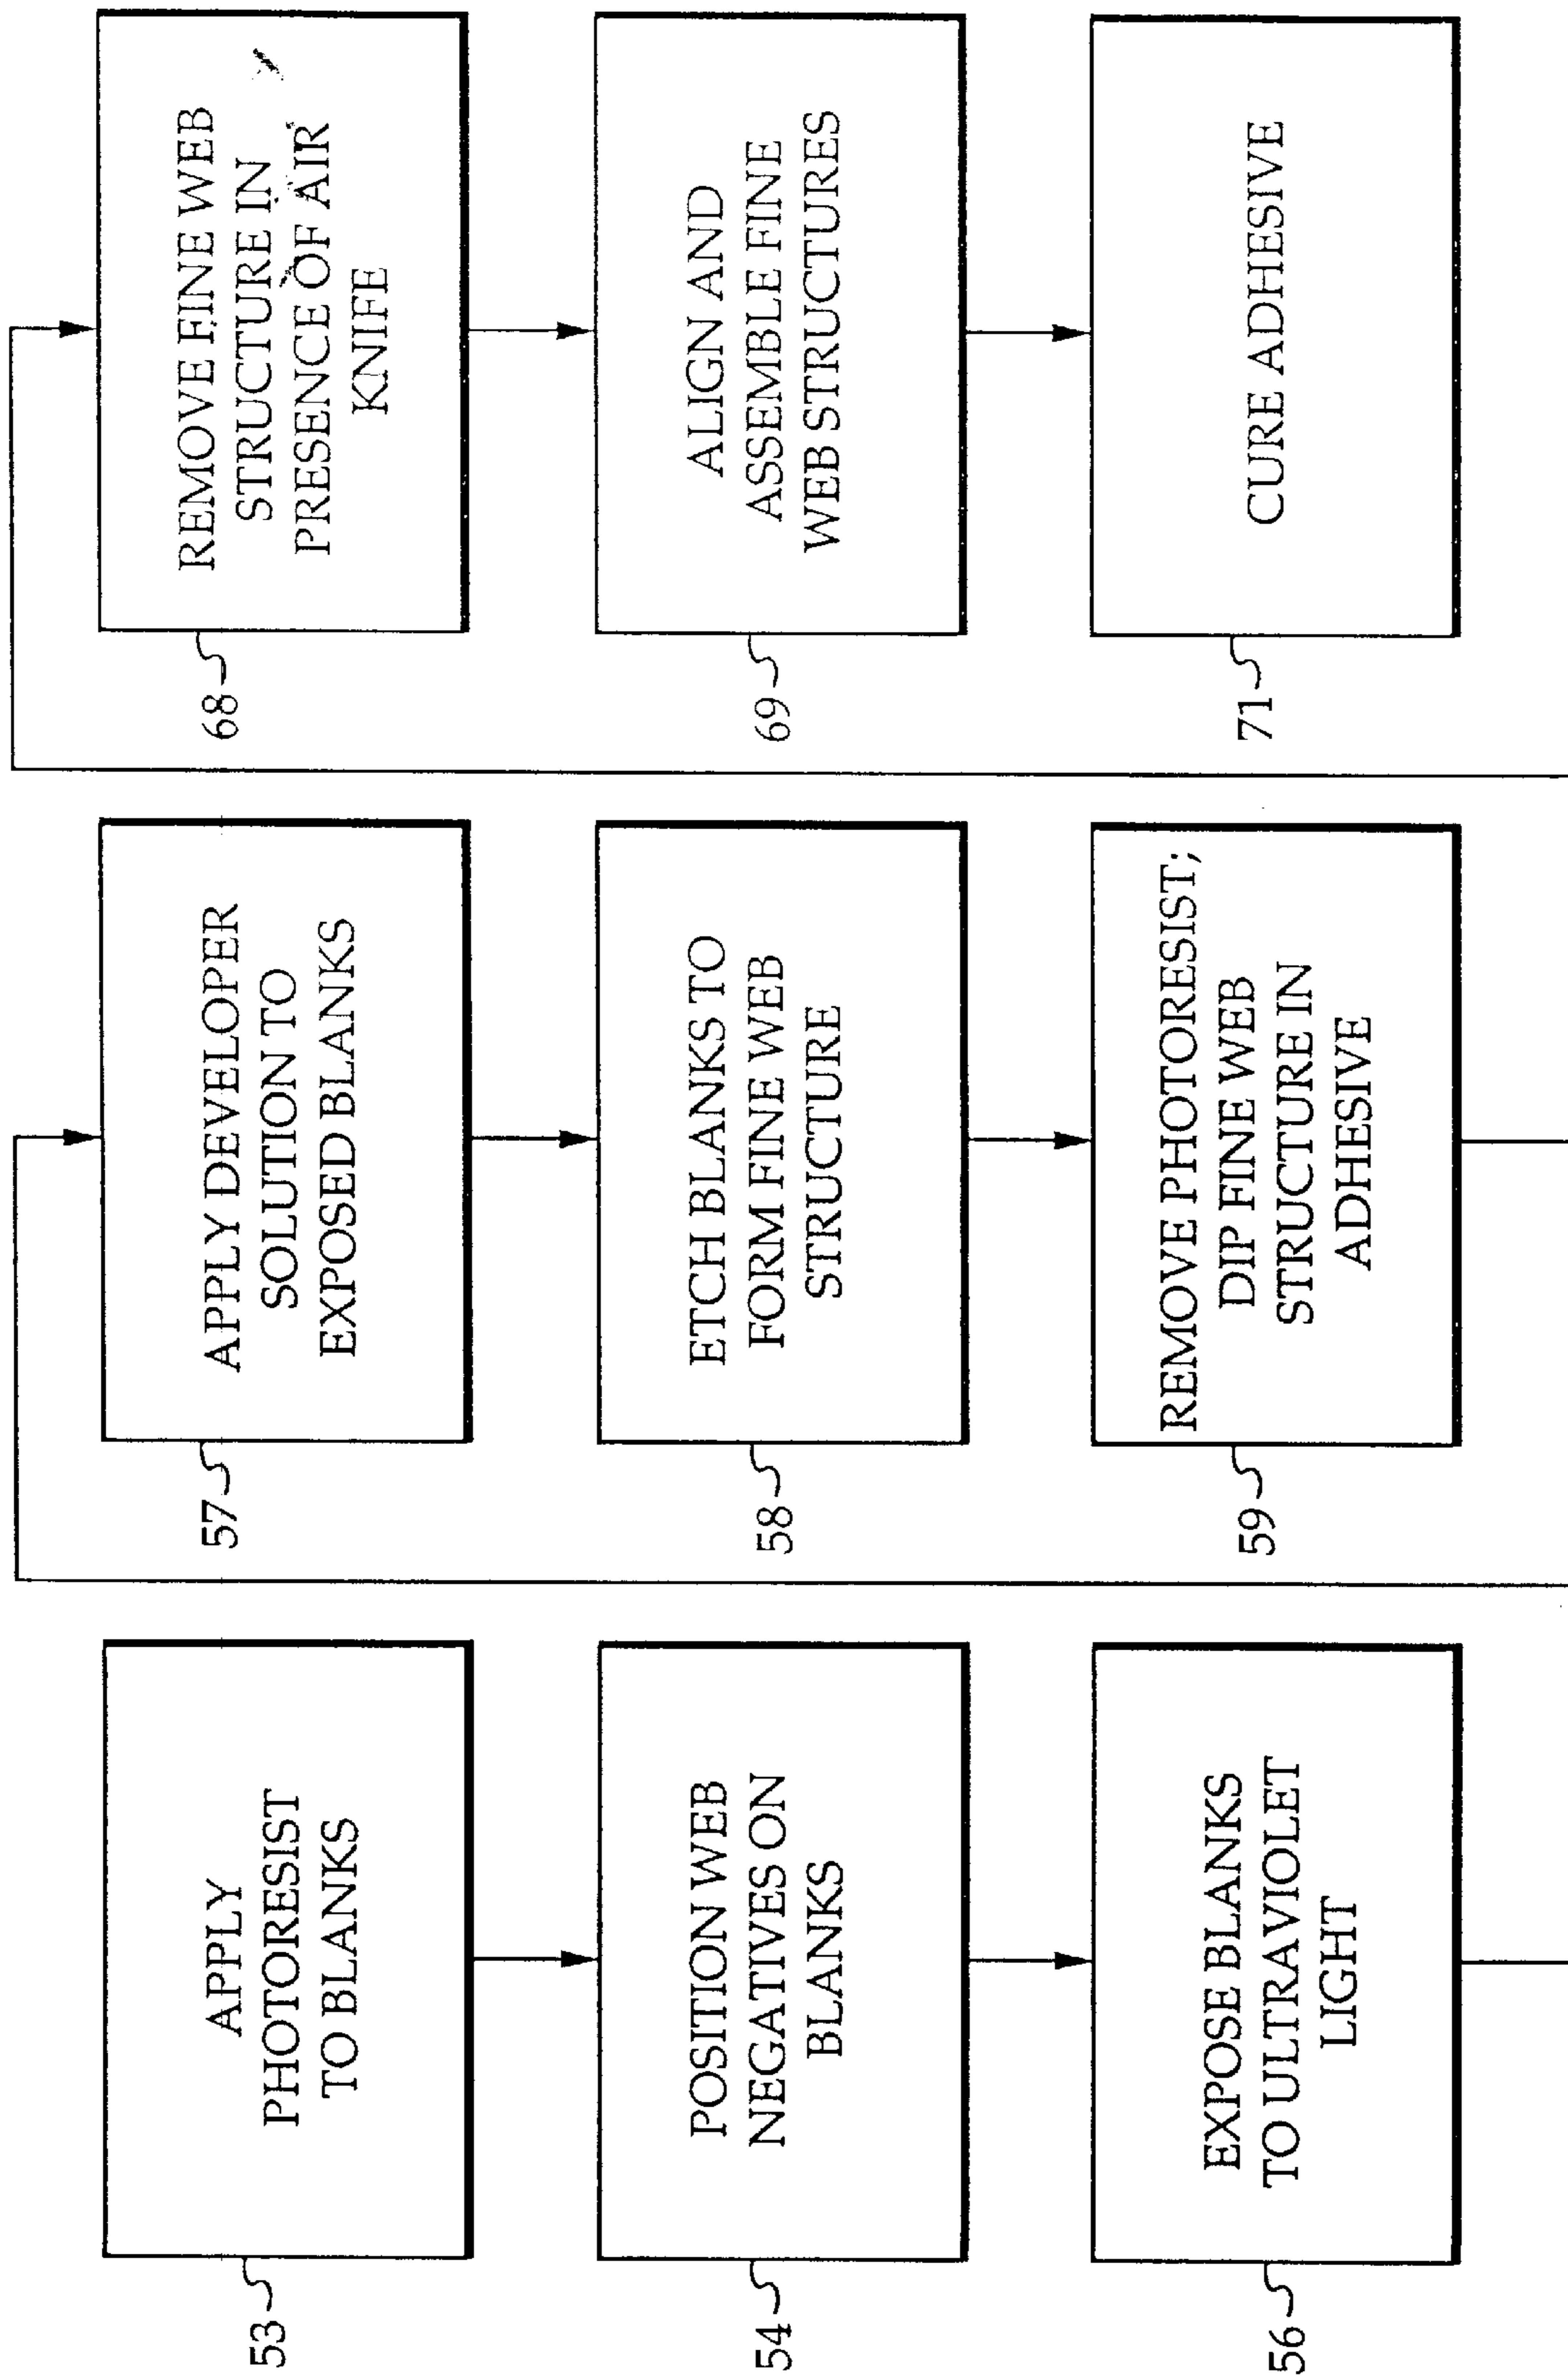 53
APPLY
PHOTORESIST
TO BLANKS
54
POSITION WEB
NEGATIVES ON
BLANKS
56
EXPOSE BLANKS
TO ULTRAVIOLET
LIGHT
57
APPLY DEVELOPER
SOLUTION TO
EXPOSED BLANKS
58
ETCH BLANKS TO
FORM FINE WEB
STRUCTURE
59
REMOVE PHOTORESIST;
DIP FINE WEB
STRUCTURE IN
ADHESIVE
68
REMOVE FINE WEB
STRUCTURE IN
PRESENCE OF AIR
KNIFE
69
ALIGN AND
ASSEMBLE FINE
WEB STRUCTURES
71
CURE ADHESIVE